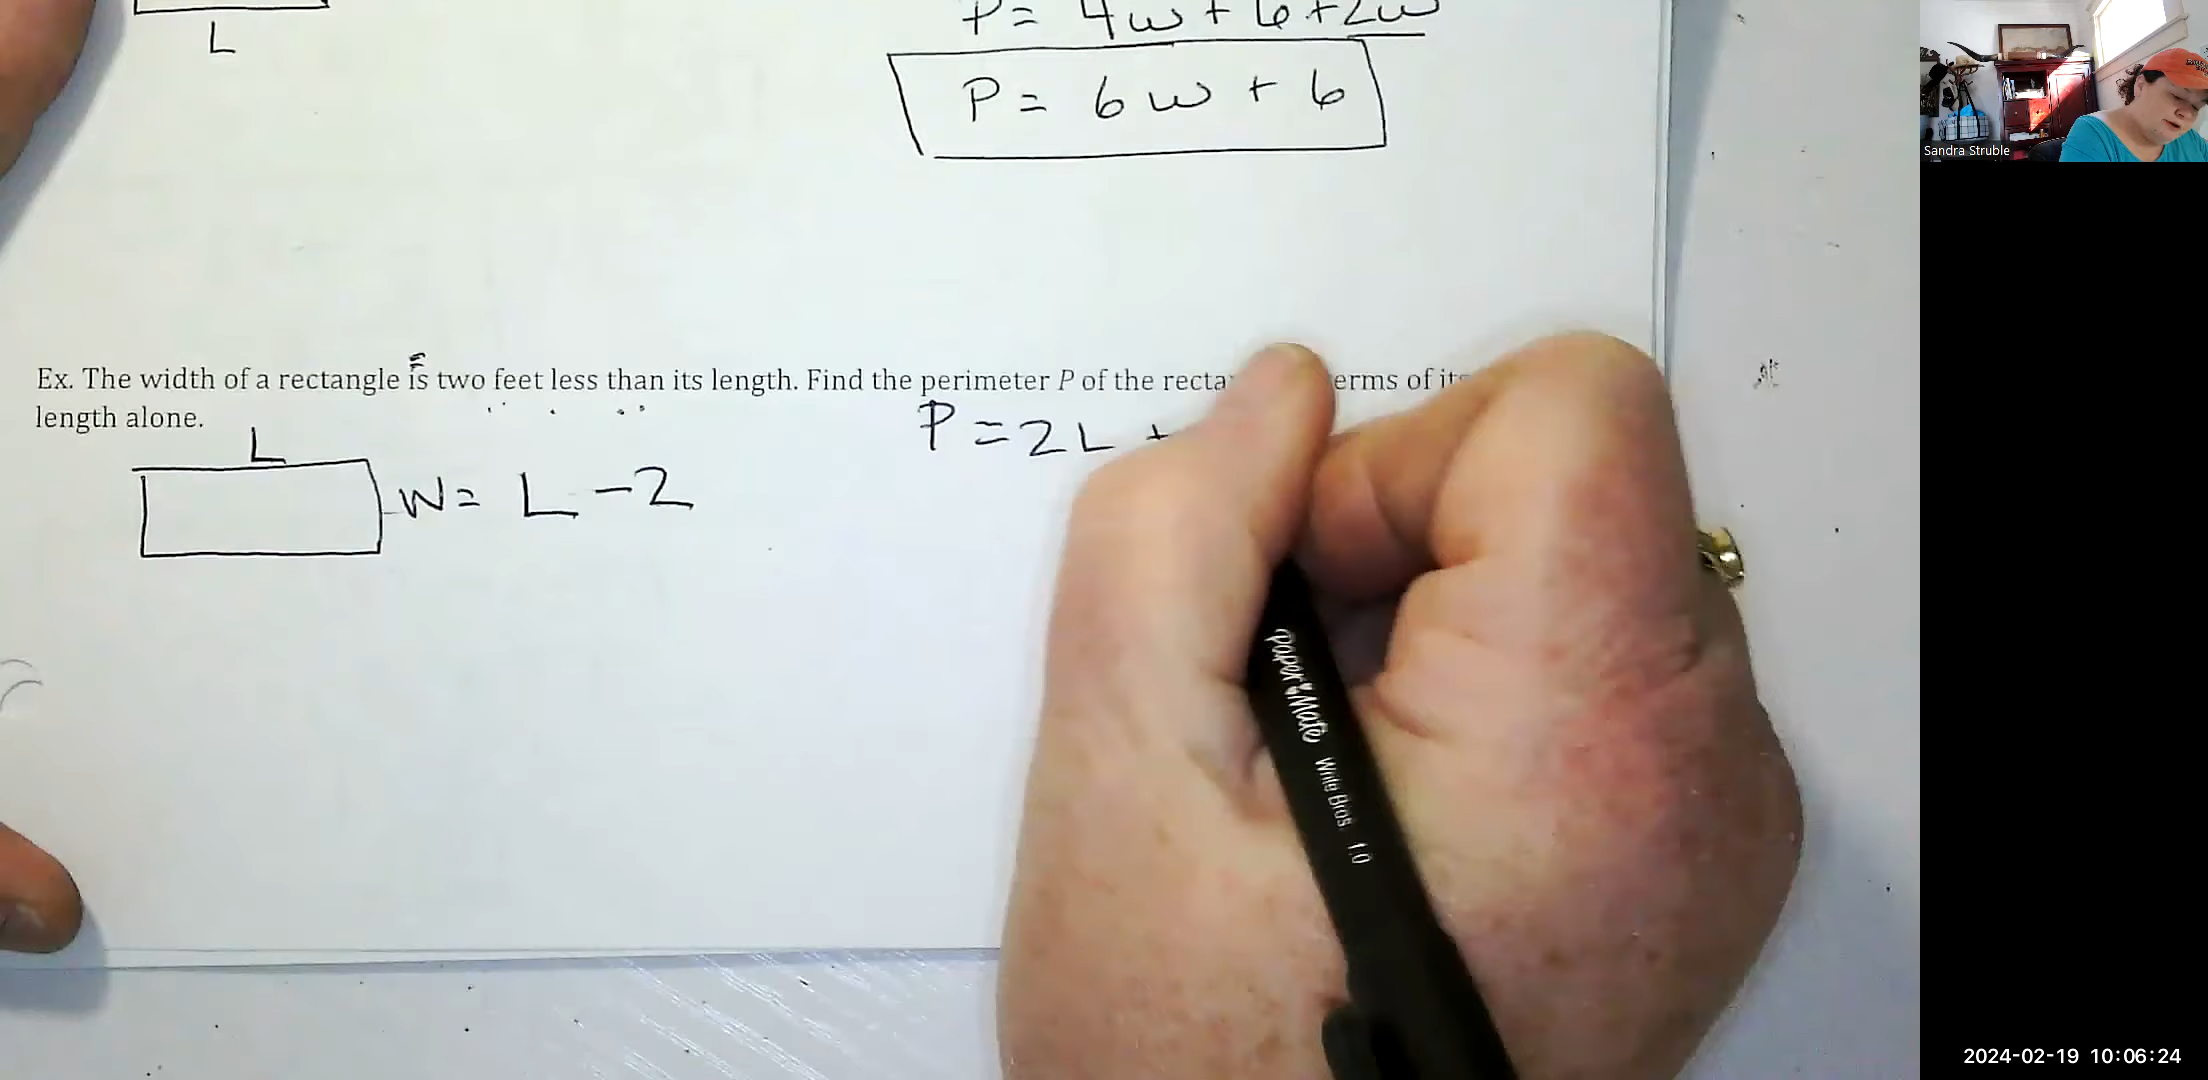 L
P = 4w + 6 + 2w
P = 6w + 6
Sandra Struble
Ex. The width of a rectangle is two feet less than its length. Find the perimeter P of the erms of
length alone.
L
W = L - 2
P = 2L +
paper mate Write Bros 1.0
2024-02-19 10:06:24